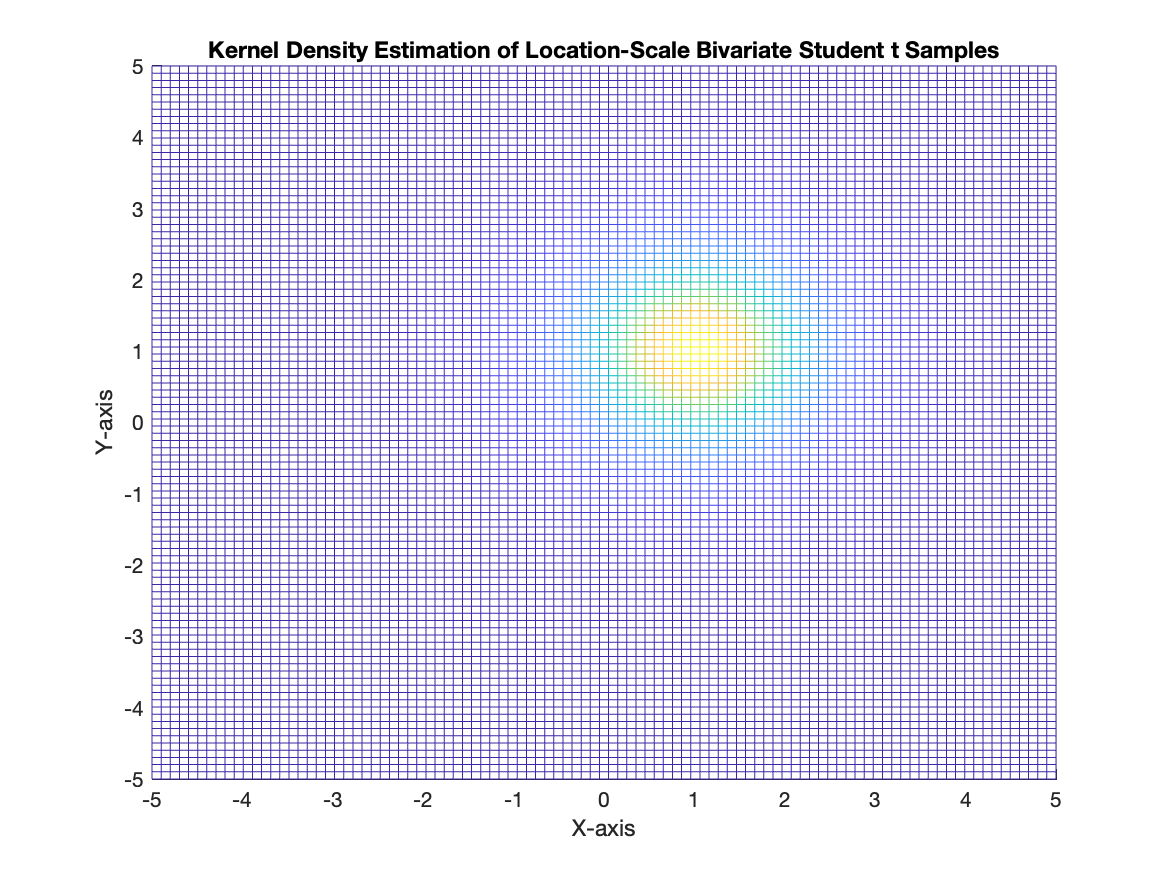 Kernel Density Estimation of Location-Scale Bivariate Student t Samples
5
4
3
2
1
0
-1
-2
-3
-4
-5
Y-axis
-5 -4 -3 -2 -1 0 1 2 3 4 5
X-axis